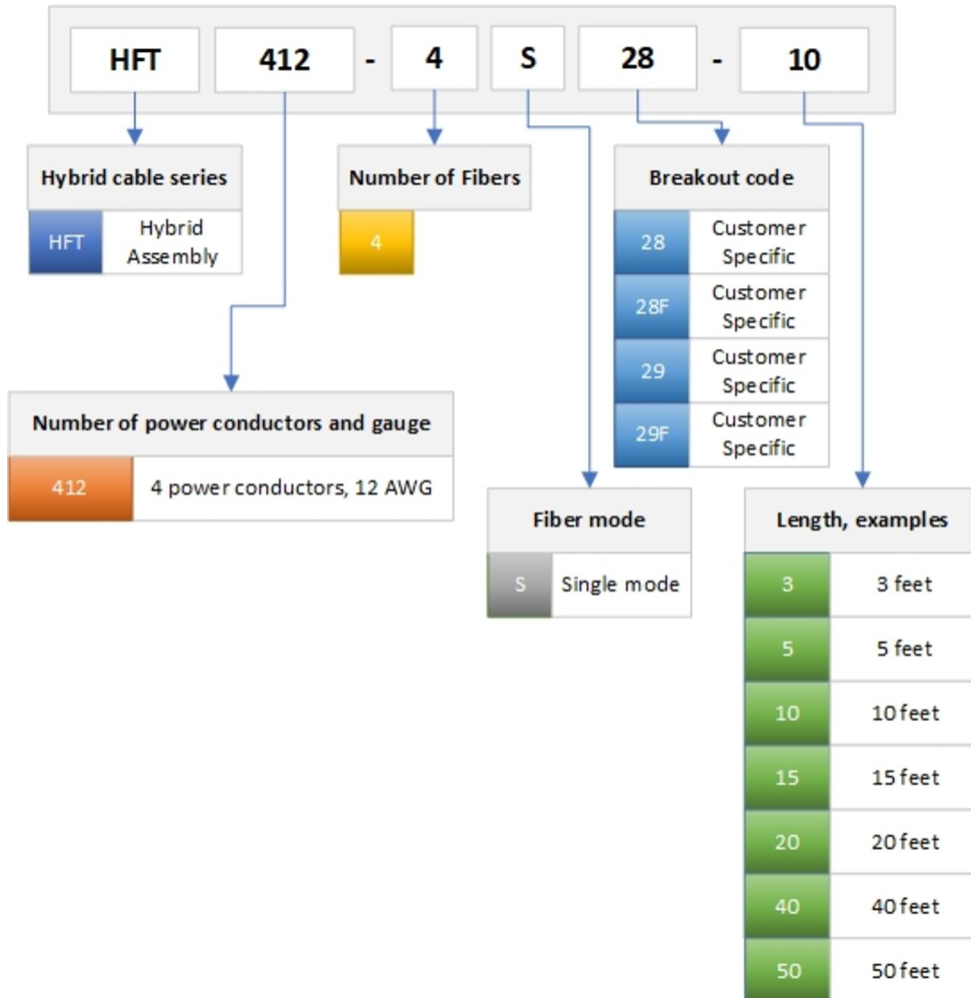 HFT 412 - 4 S 28 - 10
Hybrid cable series
HFT Hybrid
Assembly
Number of Fibers
4
Breakout code
28 Customer
Specific
28F Customer
Specific
29 Customer
Specific
29F Customer
Specific
Number of power conductors and gauge
412 4 power conductors, 12 AWG
Fiber mode
S Single mode
Length, examples
3 3 feet
5 5 feet
10 10 feet
15 15 feet
20 20 feet
40 40 feet
50 50 feet